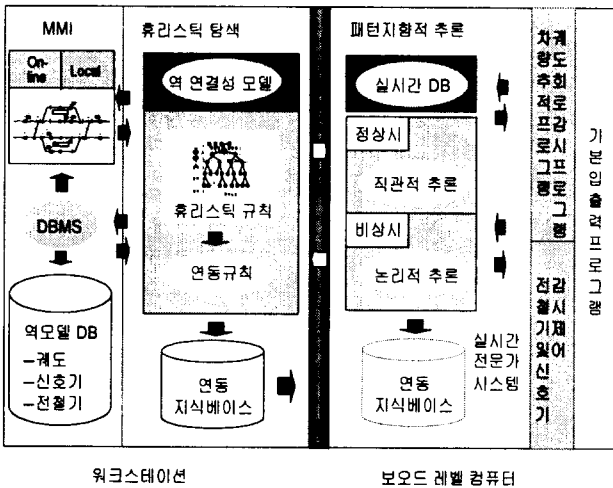 MMI
On-
line
Local
DBMS
역모델 DB
–궤도
–신호기
–전철기
휴리스틱 탐색
역 연결성 모델
휴리스틱 규칙
연동규칙
연동
지식베이스
패턴지향적 추론
실시간 DB
정상시
직관적 추론
비상시
논리적 추론
연동
지식베이스
실시간
전문가
시스템
궤도회로감시프로그램
차량추적프로그램
감시제어
전철기및신호기
기본입출력프로그램
워크스테이션
보오드 레벨 컴퓨터